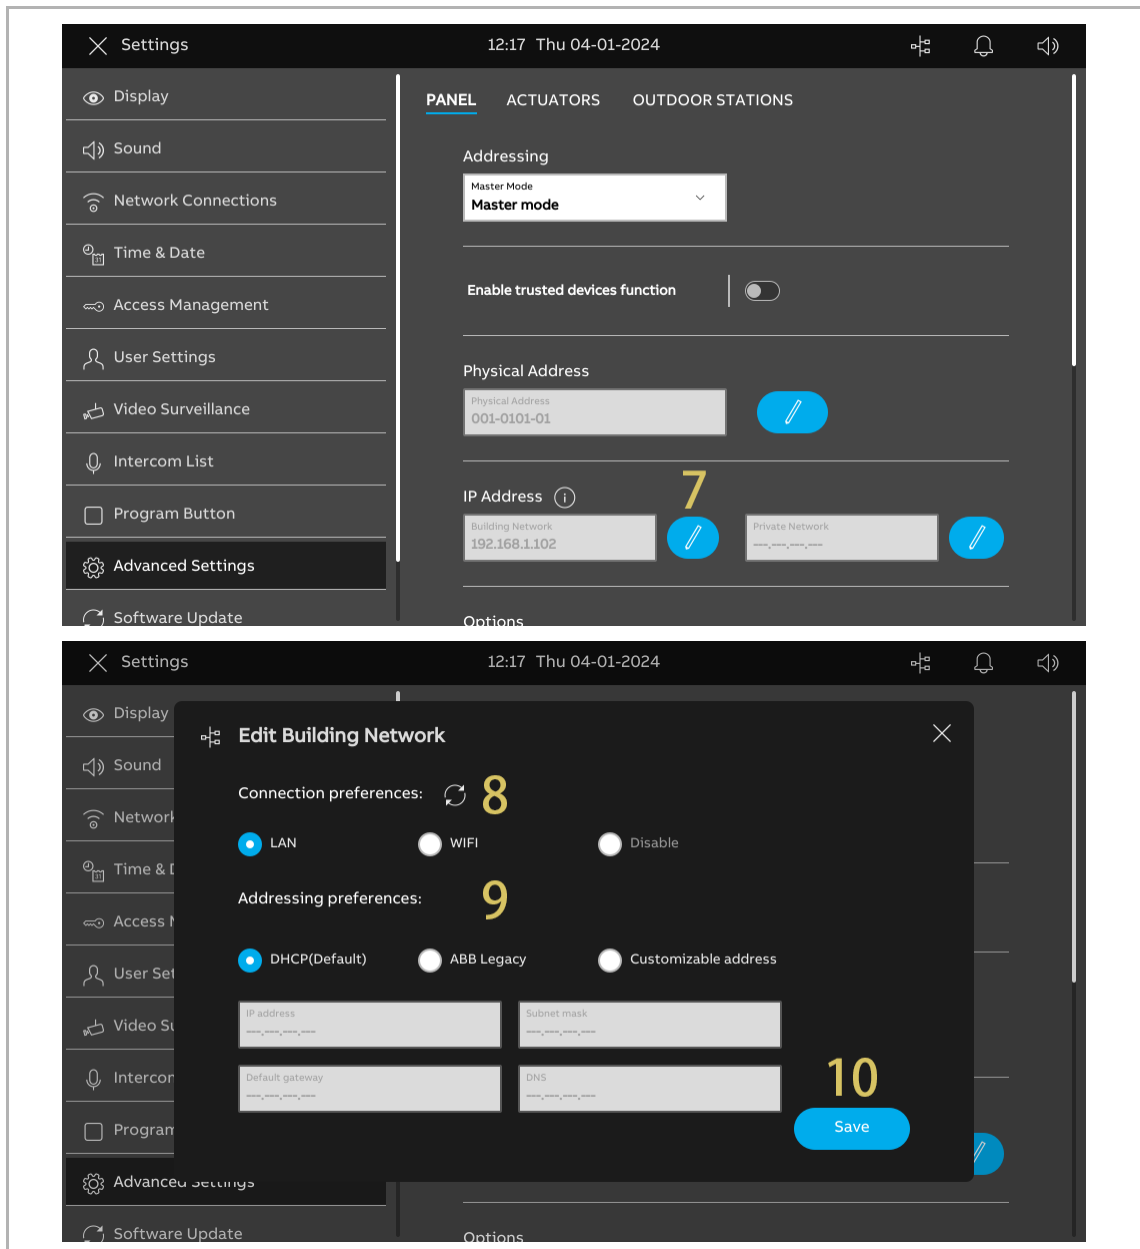 Settings
12:17 Thu 04-01-2024
Display
Sound
Network Connections
Time & Date
31
Access Management
User Settings
Video Surveillance
Intercom List
Program Button
Advanced Settings
Software Update
PANEL ACTUATORS OUTDOOR STATIONS
Addressing
Master Mode
Master mode
Enable trusted devices function
Physical Address
Physical Address
001-0101-01
IP Address i
7
Building Network
192.168.1.102
Private Network
---.---.---.---
Options
Settings
12:17 Thu 04-01-2024
Display
Sound
Network
Time & D
31
Access M
User Set
Video Su
Intercom
Program
Advanced Settings
Software Update
Edit Building Network
Connection preferences: 8
LAN WIFI Disable
Addressing preferences: 9
DHCP(Default) ABB Legacy Customizable address
IP address
---.---.---.---
Subnet mask
---.---.---.---
Default gateway
---.---.---.---
DNS
---.---.---.---
10
Save
Options